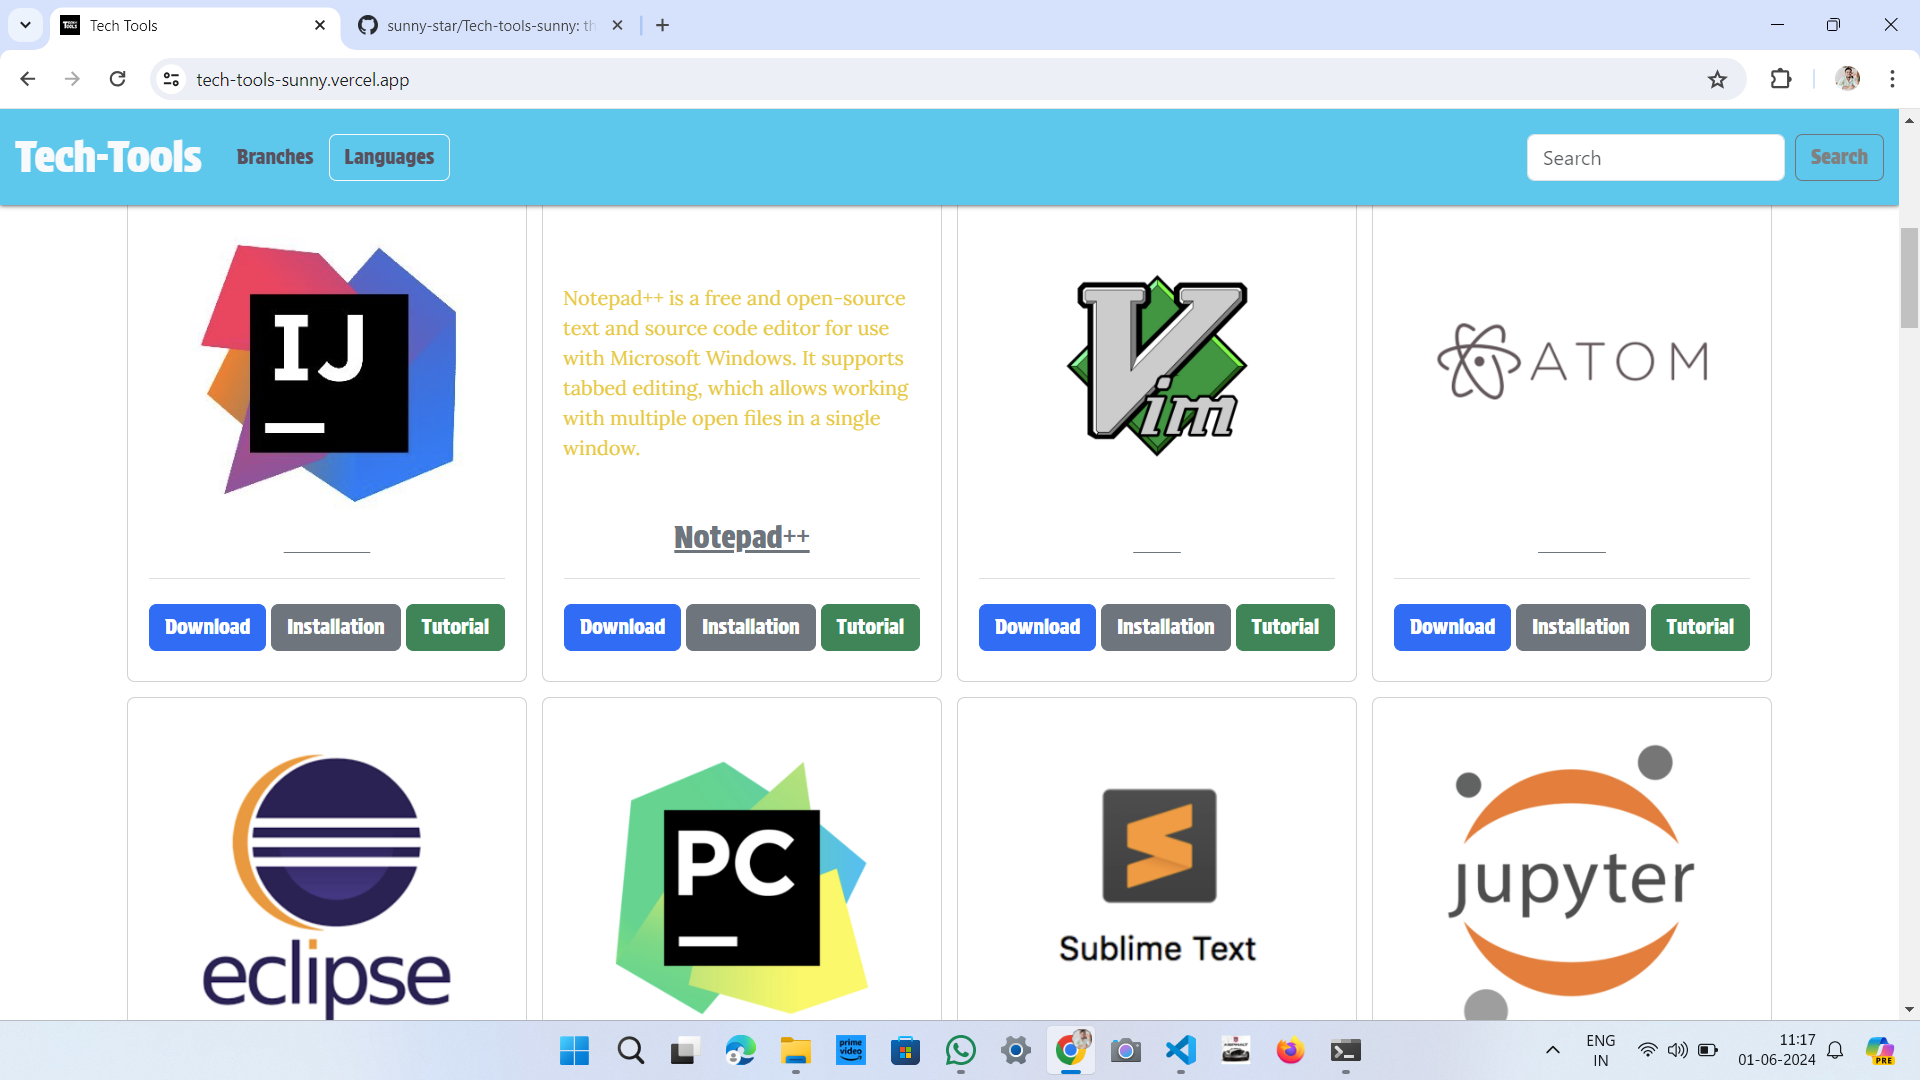 Tech Tools
sunny-star/Tech-tools-sunny: th
tech-tools-sunny.vercel.app
Tech-Tools
Branches
Languages
Search
Search
IJ
Notepad++ is a free and open-source
text and source code editor for use
with Microsoft Windows. It supports
tabbed editing, which allows working
with multiple open files in a single
window.
Notepad++
Vim
ATOM
Download Installation Tutorial
Download Installation Tutorial
Download Installation Tutorial
Download Installation Tutorial
eclipse
PC
Sublime Text
jupyter
prime
video
ENG
IN
11:17
01-06-2024
PRE